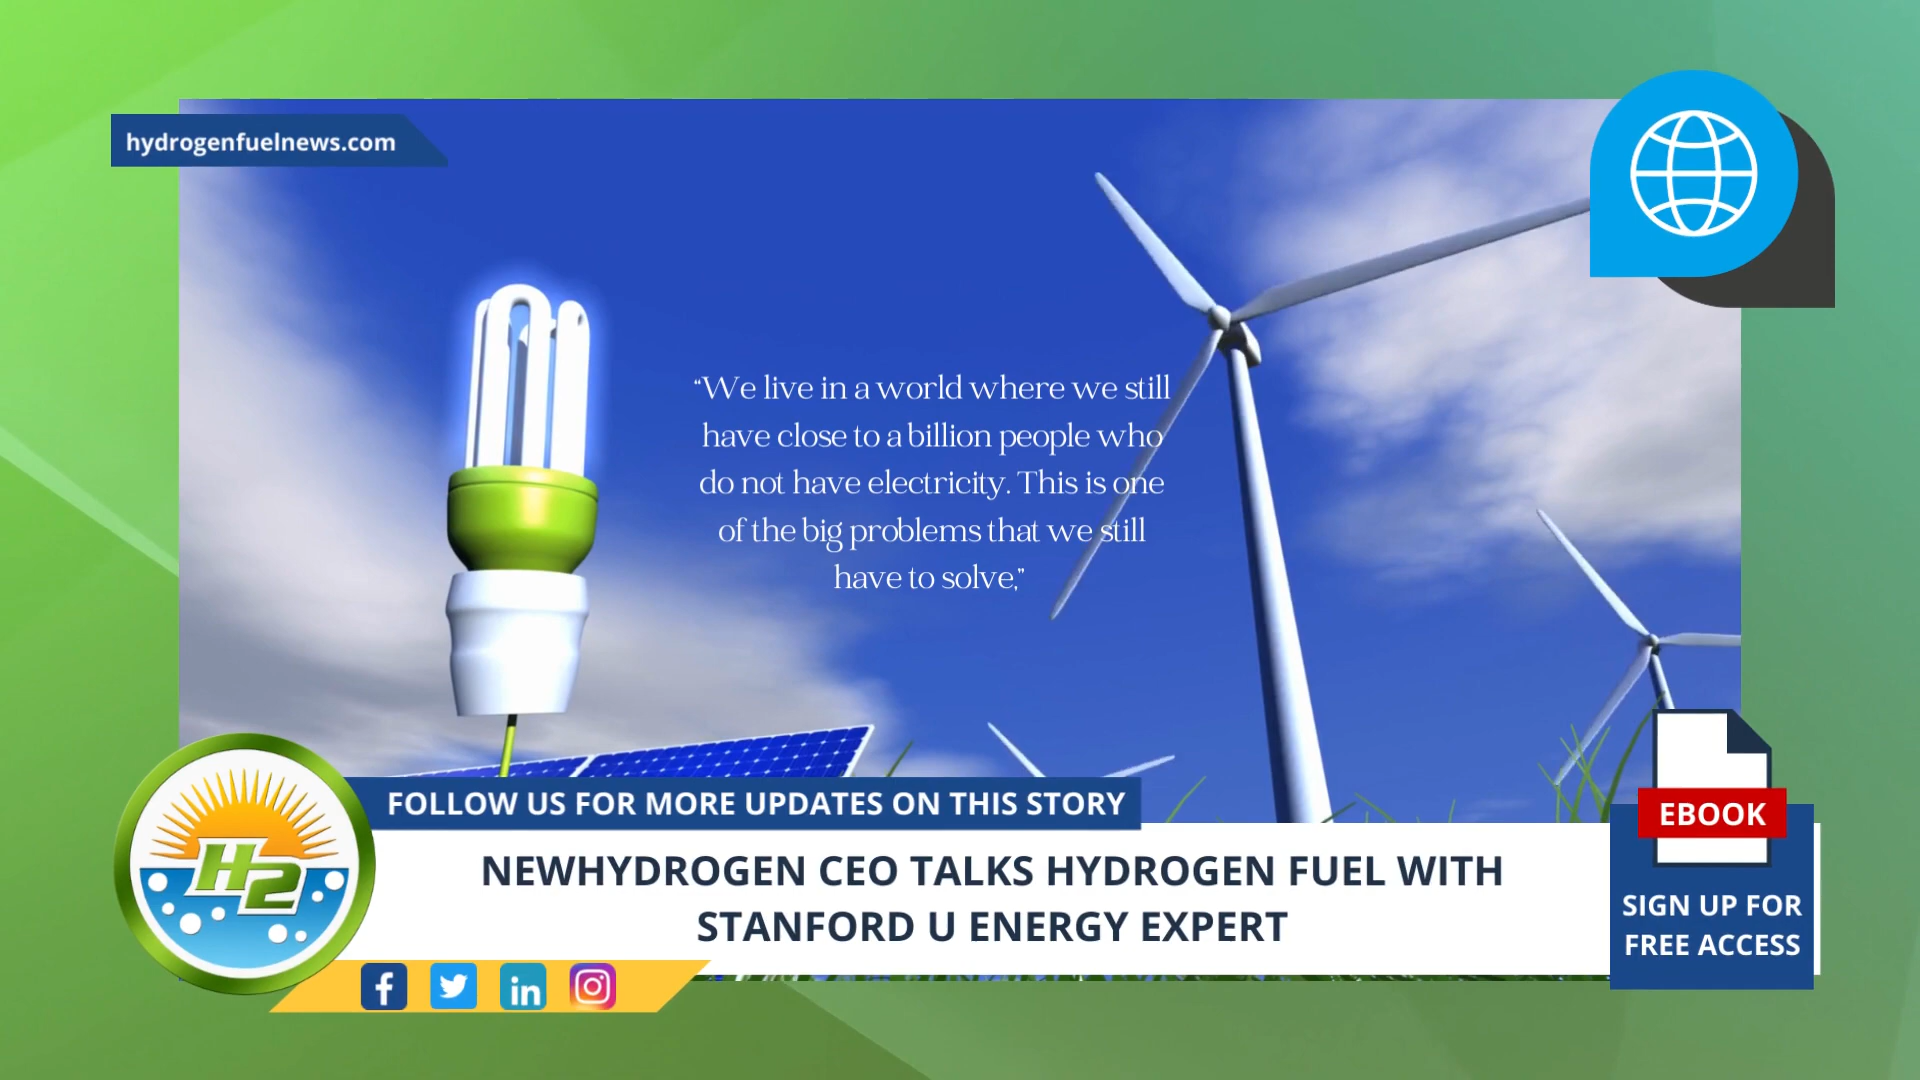 hydrogenfuelnews.com
“We live in a world where we still
have close to a billion people who
do not have electricity. This is one
of the big problems that we still
have to solve,”
FOLLOW US FOR MORE UPDATES ON THIS STORY
NEWHYDROGEN CEO TALKS HYDROGEN FUEL WITH
STANFORD U ENERGY EXPERT
H2
EBOOK
SIGN UP FOR
FREE ACCESS
f
in